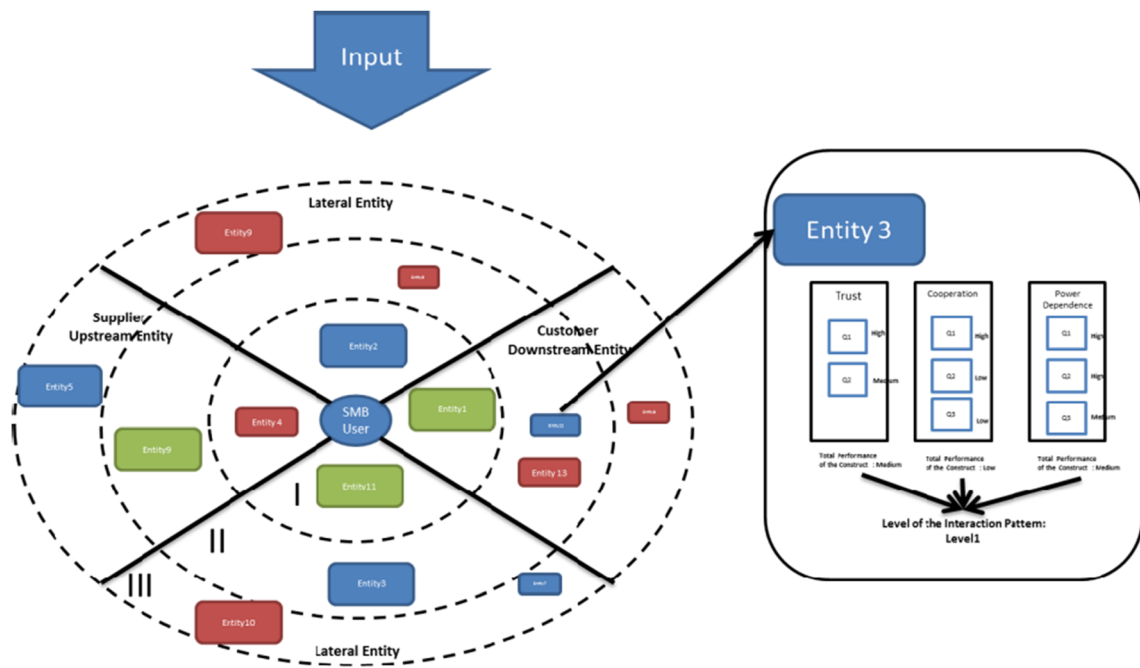 Input
Lateral Entity
Entity9
Supplier
Upstream Entity
Customer
Downstream Entity
Entity2
Entity5
Entity 4
SMB
User
Entity1
Entity9
Entity 13
Entity11
I
II
III
Entity3
Entity10
Lateral Entity
Entity 3
Trust
Q1
High
Q2
Medium
Total Performance
of the Construct : Medium
Cooperation
Q1
High
Q2
Low
Q3
Low
Total Performance
of the Construct : Low
Power
Dependence
Q1
High
Q2
High
Q3
Medium
Total Performance
of the Construct : Medium
Level of the Interaction Pattern:
Level1